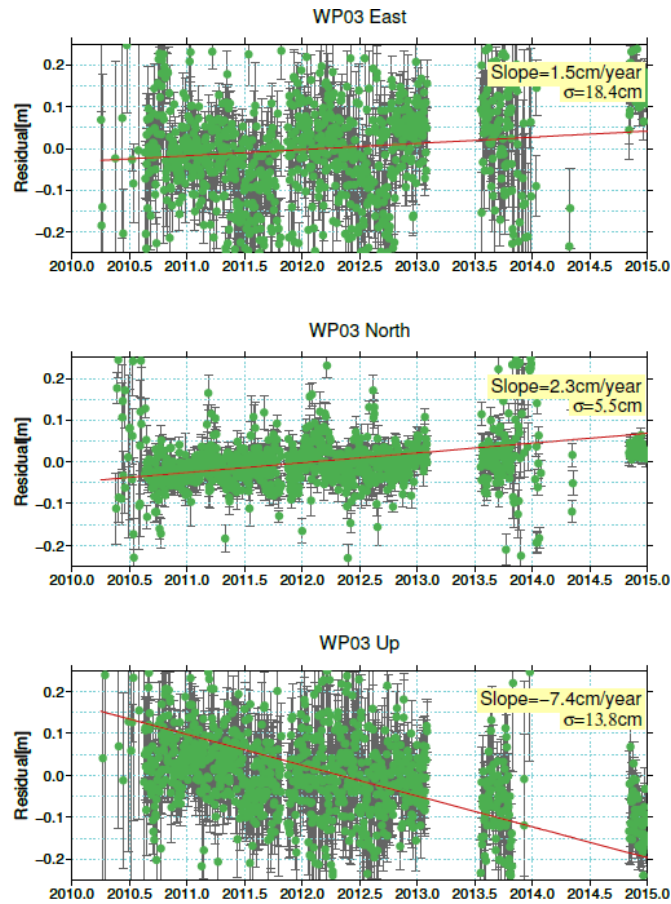 WP03 East
Residual[m]
0.2
0.1
0.0
−0.1
−0.2
Slope=1.5cm/year
σ=18.4cm
2010.0 2010.5 2011.0 2011.5 2012.0 2012.5 2013.0 2013.5 2014.0 2014.5 2015.0
WP03 North
Residual[m]
0.2
0.1
0.0
−0.1
−0.2
Slope=2.3cm/year
σ=5.5cm
2010.0 2010.5 2011.0 2011.5 2012.0 2012.5 2013.0 2013.5 2014.0 2014.5 2015.0
WP03 Up
Residual[m]
0.2
0.1
0.0
−0.1
−0.2
Slope=−7.4cm/year
σ=13.8cm
2010.0 2010.5 2011.0 2011.5 2012.0 2012.5 2013.0 2013.5 2014.0 2014.5 2015.0